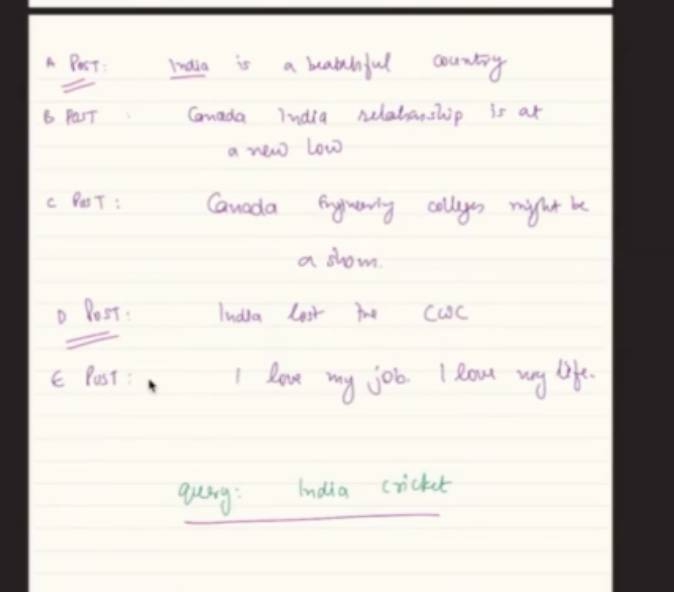 A Post: India is a beautiful country
B Post : Canada India relationship is at
a new low
C Post : Canada Engineering colleges might be
a sham.
D Post : India lost the CWC
E Post : I love my job. I love my life.
query: India cricket